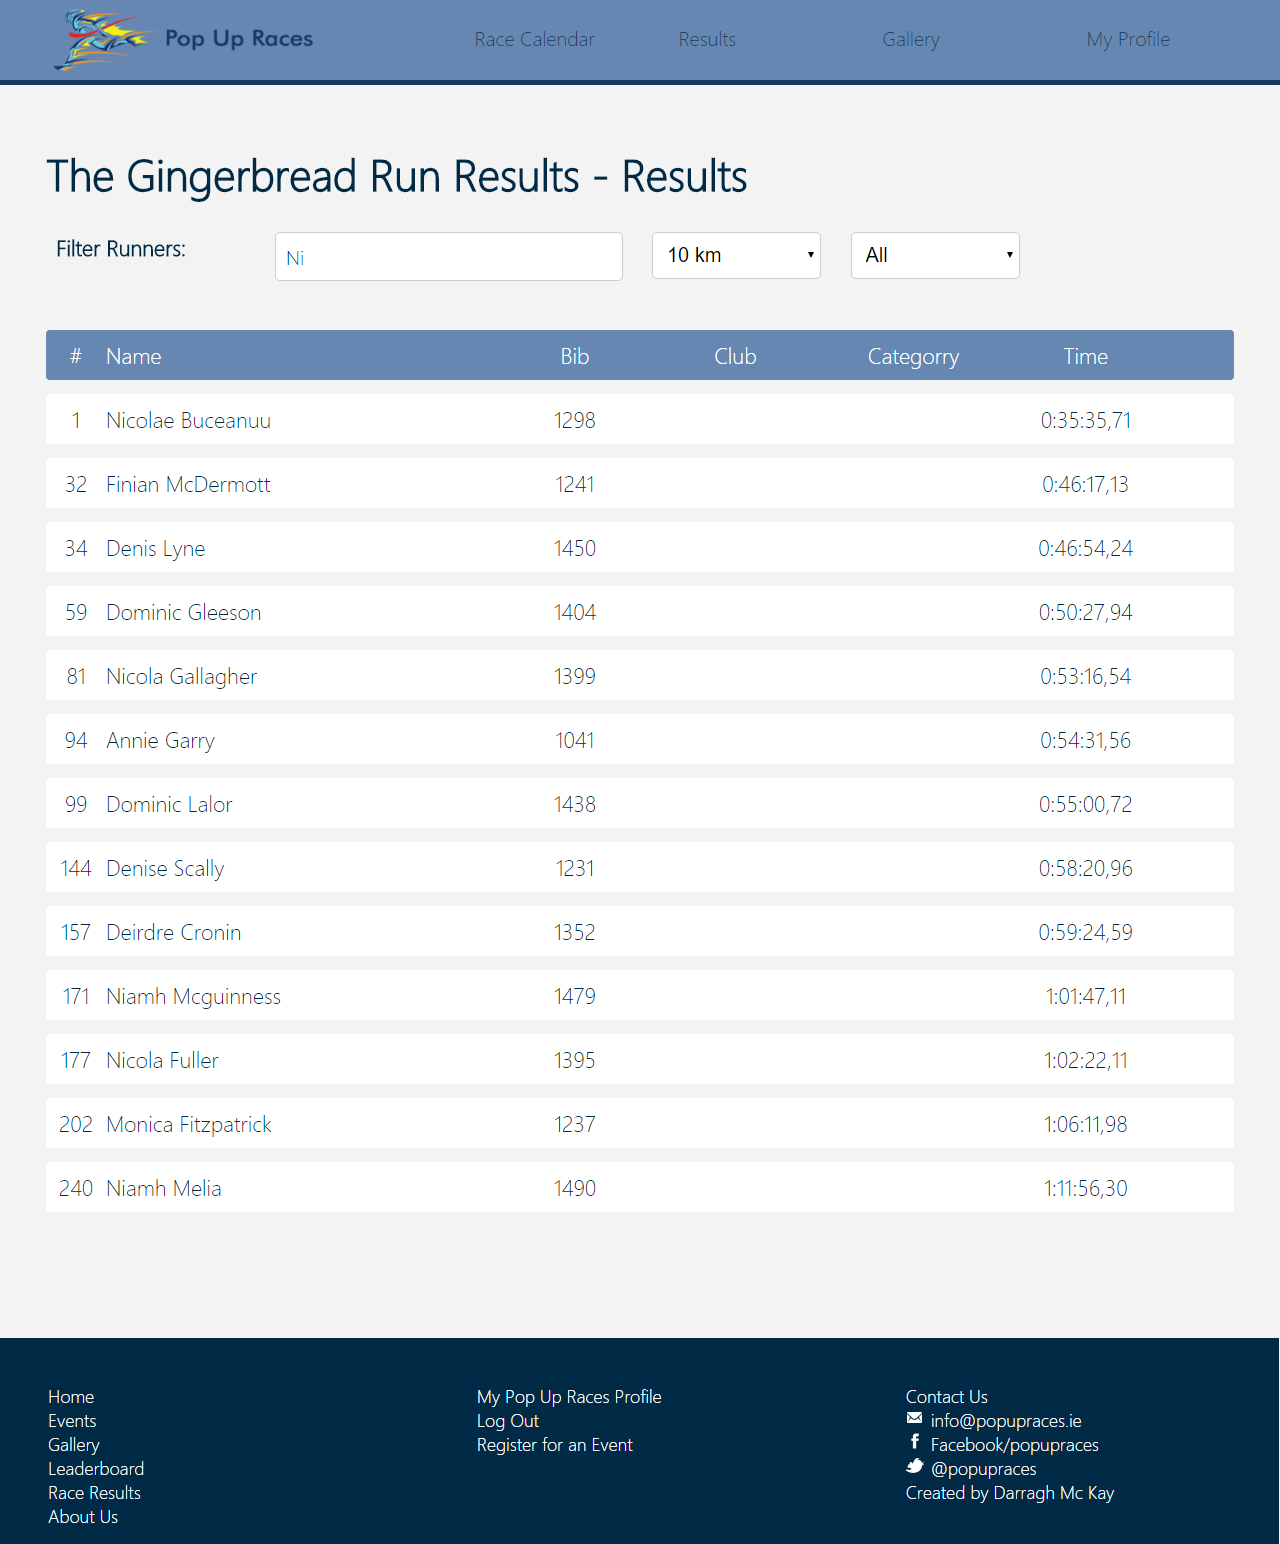 Pop Up Races Race Calendar Results Gallery My Profile
The Gingerbread Run Results - Results
Filter Runners: Ni 10 km All
# Name Bib Club Categorry Time
1 Nicolae Buceanuu 1298 0:35:35,71
32 Finian McDermott 1241 0:46:17,13
34 Denis Lyne 1450 0:46:54,24
59 Dominic Gleeson 1404 0:50:27,94
81 Nicola Gallagher 1399 0:53:16,54
94 Annie Garry 1041 0:54:31,56
99 Dominic Lalor 1438 0:55:00,72
144 Denise Scally 1231 0:58:20,96
157 Deirdre Cronin 1352 0:59:24,59
171 Niamh Mcguinness 1479 1:01:47,11
177 Nicola Fuller 1395 1:02:22,11
202 Monica Fitzpatrick 1237 1:06:11,98
240 Niamh Melia 1490 1:11:56,30
Home My Pop Up Races Profile Contact Us
Events Log Out info@popupraces.ie
Gallery Register for an Event Facebook/popupraces
Leaderboard @popupraces
Race Results Created by Darragh Mc Kay
About Us